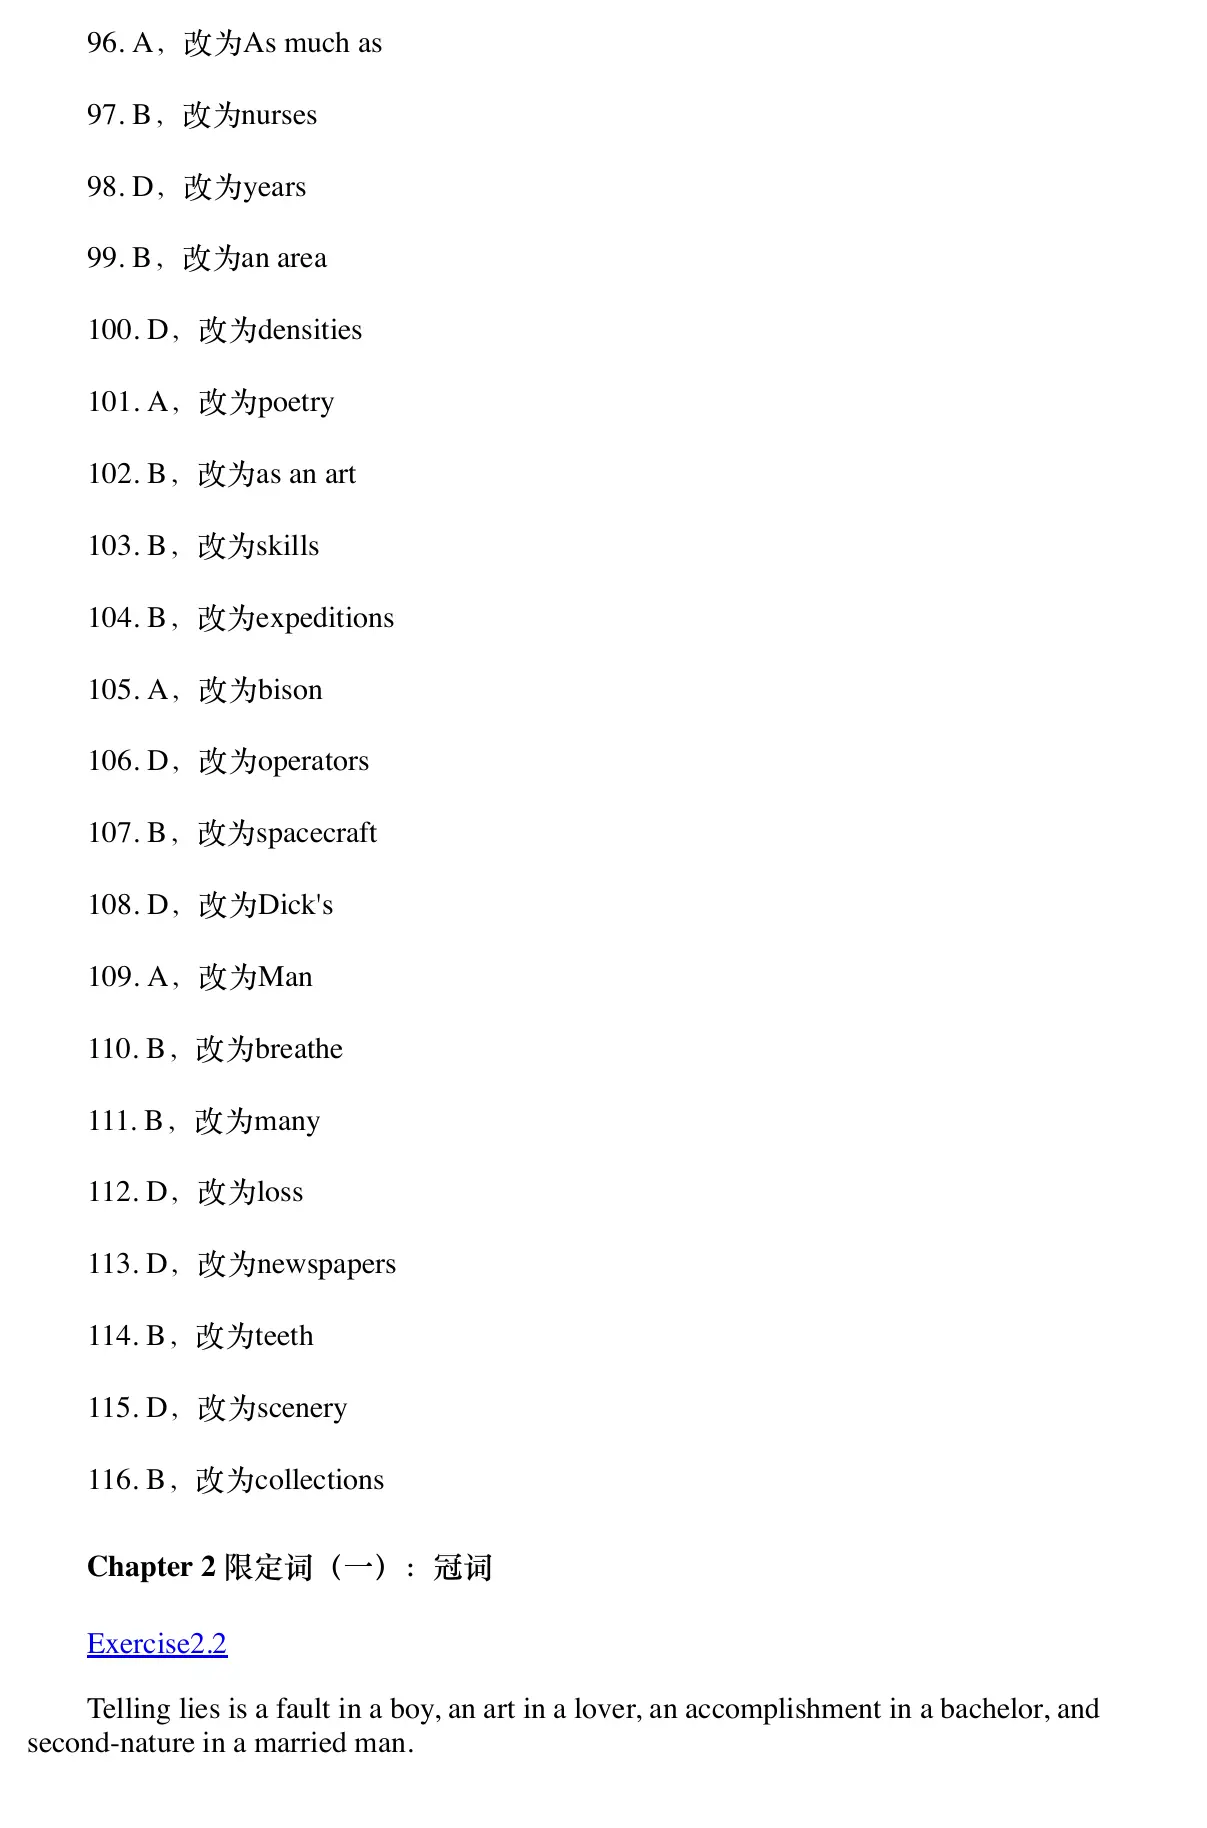 96. A，改为As much as
97. B，改为nurses
98. D，改为years
99. B，改为an area
100. D，改为densities
101. A，改为poetry
102. B，改为as an art
103. B，改为skills
104. B，改为expeditions
105. A，改为bison
106. D，改为operators
107. B，改为spacecraft
108. D，改为Dick's
109. A，改为Man
110. B，改为breathe
111. B，改为many
112. D，改为loss
113. D，改为newspapers
114. B，改为teeth
115. D，改为scenery
116. B，改为collections
Chapter 2 限定词（一）：冠词
Exercise2.2
Telling lies is a fault in a boy, an art in a lover, an accomplishment in a bachelor, and
second-nature in a married man.